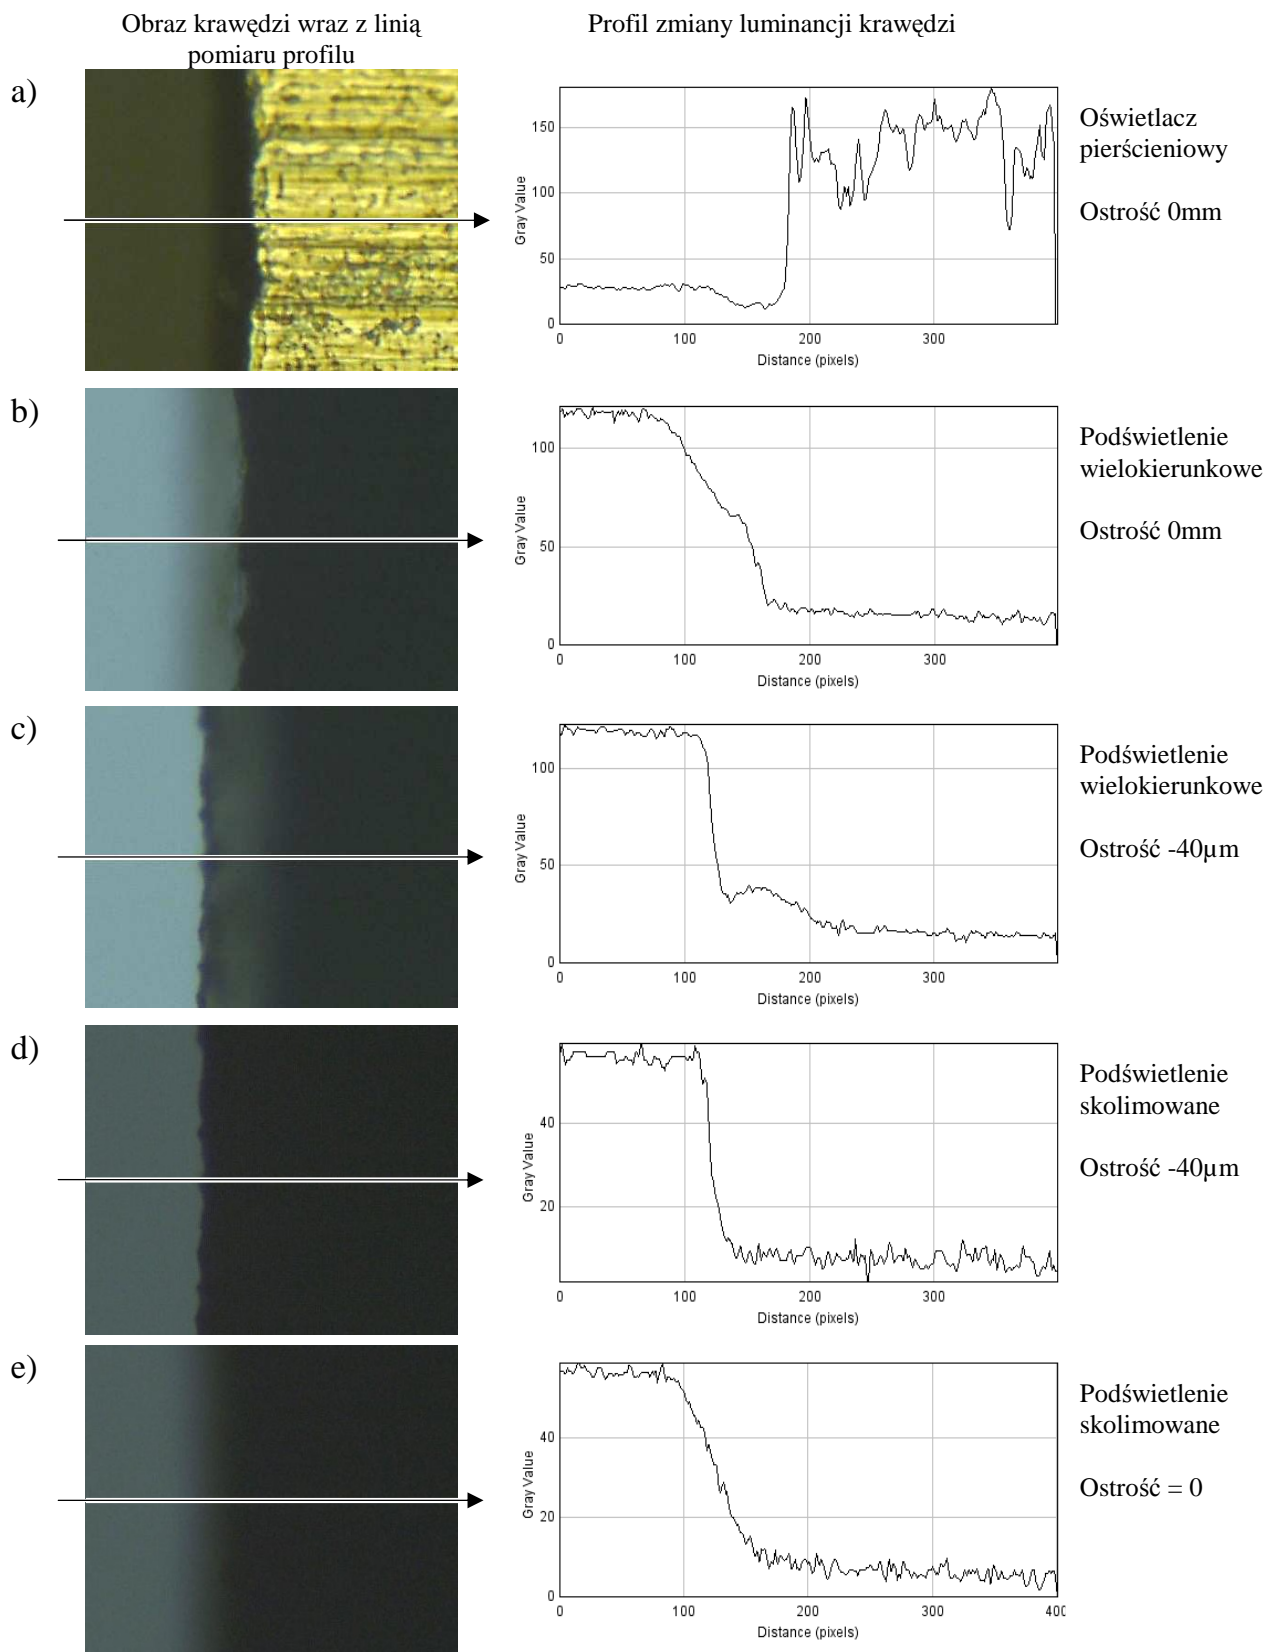 Obraz krawędzi wraz z linią
pomiaru profilu
Profil zmiany luminancji krawędzi
a)
150
100
50
0
Gray Value
0 100 200 300
Distance (pixels)
Oświetlacz
pierścieniowy
Ostrość 0mm
b)
100
50
0
Gray Value
0 100 200 300
Distance (pixels)
Podświetlenie
wielokierunkowe
Ostrość 0mm
c)
100
50
0
Gray Value
0 100 200 300
Distance (pixels)
Podświetlenie
wielokierunkowe
Ostrość -40µm
d)
40
20
Gray Value
0 100 200 300
Distance (pixels)
Podświetlenie
skolimowane
Ostrość -40µm
e)
40
20
0
Gray Value
0 100 200 300 400
Distance (pixels)
Podświetlenie
skolimowane
Ostrość = 0